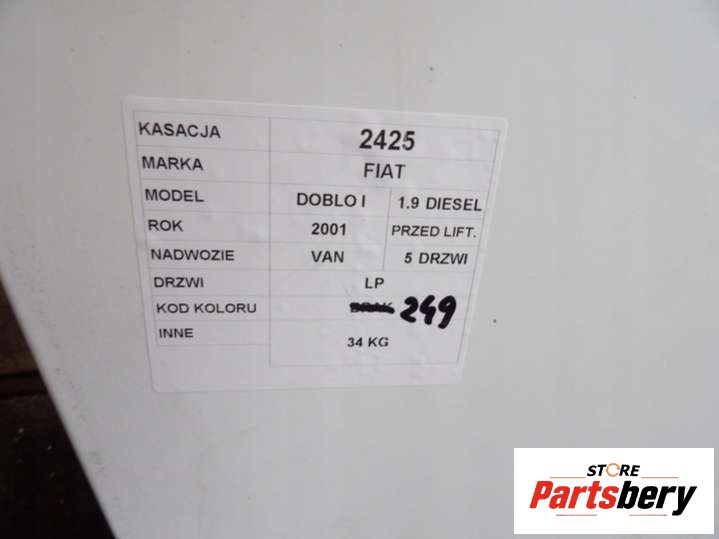 KASACJA 2425
MARKA FIAT
MODEL DOBLO I 1.9 DIESEL
ROK 2001 PRZED LIFT.
NADWOZIE VAN 5 DRZWI
DRZWI LP
KOD KOLORU 249
INNE 34 KG
STORE
Partsbery